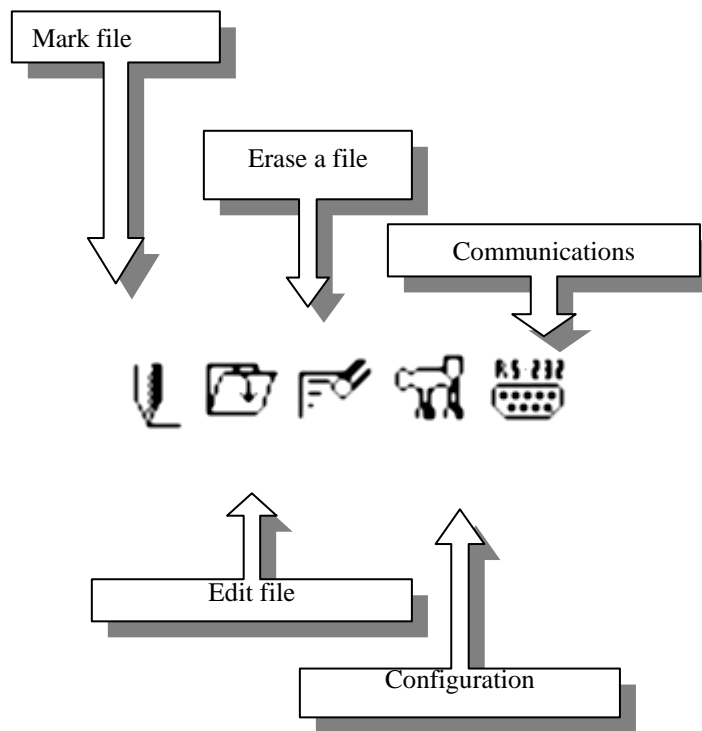 Mark file
Erase a file
Communications
RS-232
Edit file
Configuration